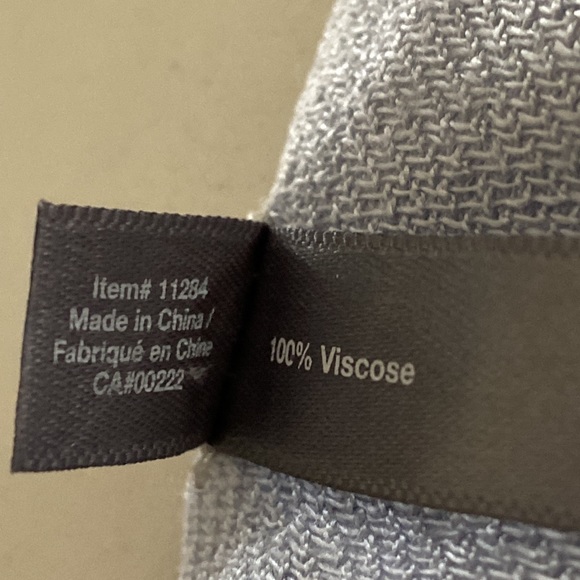 Item# 11284
Made in China /
Fabriqué en Chine
CA#00222
100% Viscose